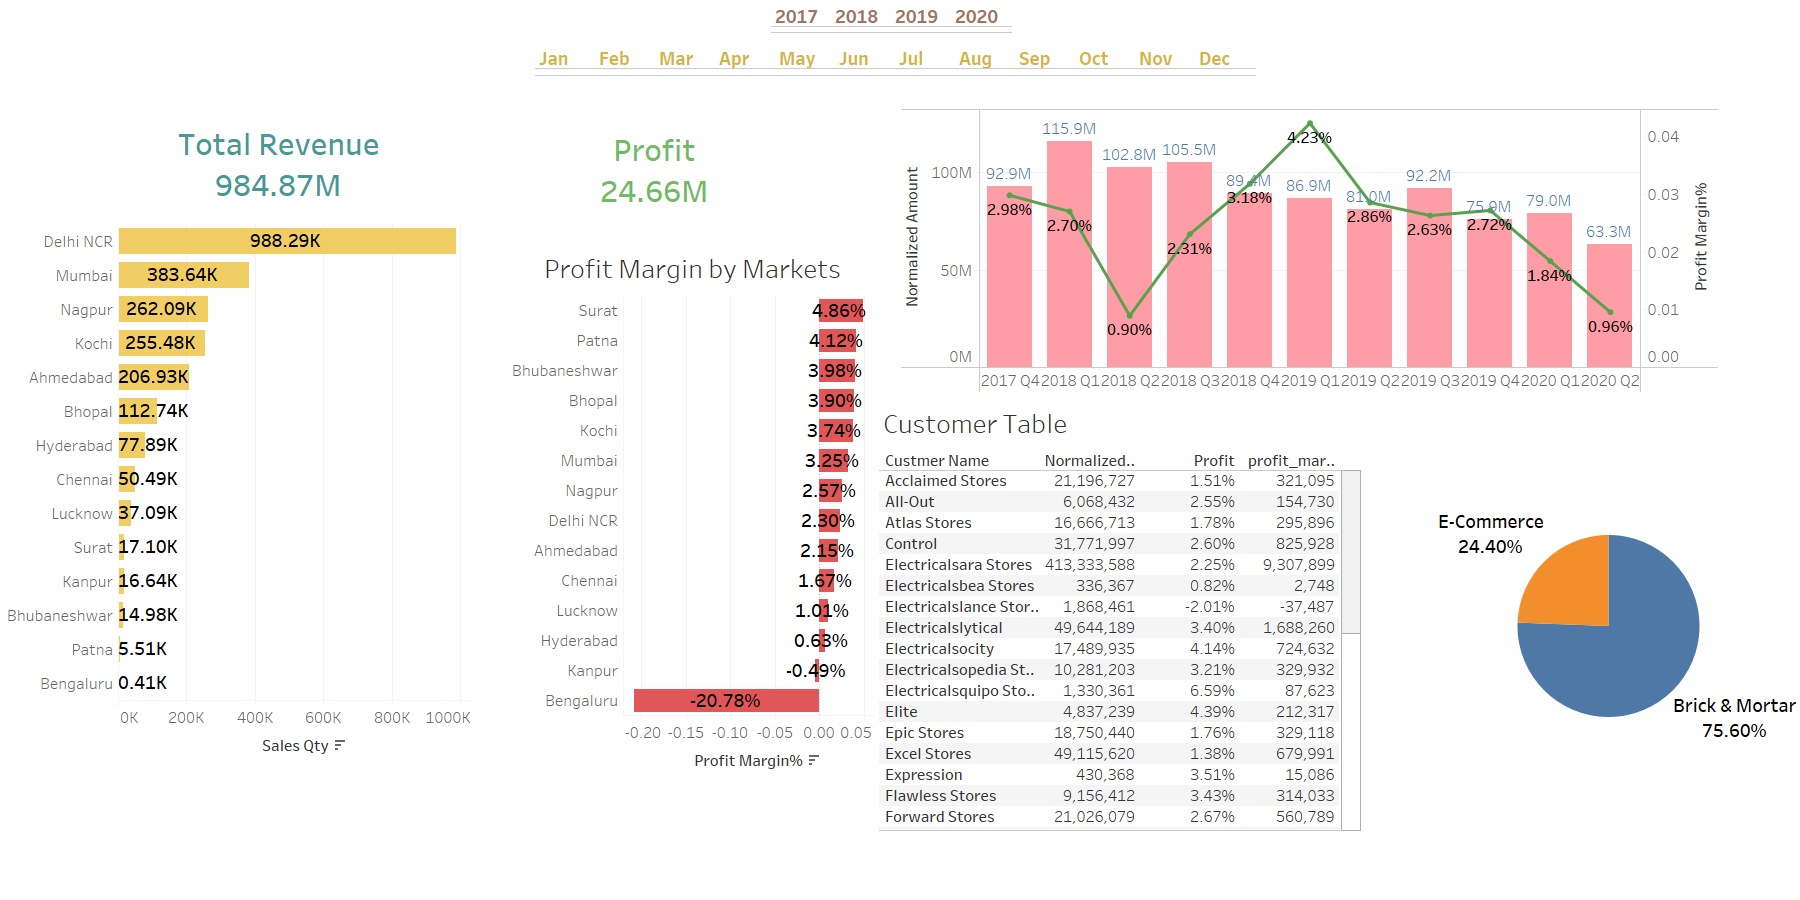 2017 2018 2019 2020
Jan Feb Mar Apr May Jun Jul Aug Sep Oct Nov Dec
Total Revenue
984.87M
Delhi NCR 988.29K
Mumbai 383.64K
Nagpur 262.09K
Kochi 255.48K
Ahmedabad 206.93K
Bhopal 112.74K
Hyderabad 77.89K
Chennai 50.49K
Lucknow 37.09K
Surat 17.10K
Kanpur 16.64K
Bhubaneshwar 14.98K
Patna 5.51K
Bengaluru 0.41K
0K 200K 400K 600K 800K 1000K
Sales Qty
Profit
24.66M
Profit Margin by Markets
Surat 4.86%
Patna 4.12%
Bhubaneshwar 3.98%
Bhopal 3.90%
Kochi 3.74%
Mumbai 3.25%
Nagpur 2.57%
Delhi NCR 2.30%
Ahmedabad 2.15%
Chennai 1.67%
Lucknow 1.01%
Hyderabad 0.63%
Kanpur -0.49%
Bengaluru -20.78%
-0.20 -0.15 -0.10 -0.05 0.00 0.05
Profit Margin%
Normalized Amount
100M
50M
0M
92.9M 115.9M 102.8M 105.5M 89.4M 86.9M 81.0M 92.2M 75.9M 79.0M 63.3M
2.98% 2.70% 0.90% 2.31% 3.18% 4.23% 2.86% 2.63% 2.72% 1.84% 0.96%
2017 Q4 2018 Q1 2018 Q2 2018 Q3 2018 Q4 2019 Q1 2019 Q2 2019 Q3 2019 Q4 2020 Q1 2020 Q2
0.04
0.03
0.02
0.01
0.00
Profit Margin%
Customer Table
Custmer Name Normalized.. Profit profit_mar..
Acclaimed Stores 21,196,727 1.51% 321,095
All-Out 6,068,432 2.55% 154,730
Atlas Stores 16,666,713 1.78% 295,896
Control 31,771,997 2.60% 825,928
Electricalsara Stores 413,333,588 2.25% 9,307,899
Electricalsbea Stores 336,367 0.82% 2,748
Electricalslance Stor.. 1,868,461 -2.01% -37,487
Electricalslytical 49,644,189 3.40% 1,688,260
Electricalsocity 17,489,935 4.14% 724,632
Electricalsopedia St.. 10,281,203 3.21% 329,932
Electricalsquipo Sto.. 1,330,361 6.59% 87,623
Elite 4,837,239 4.39% 212,317
Epic Stores 18,750,440 1.76% 329,118
Excel Stores 49,115,620 1.38% 679,991
Expression 430,368 3.51% 15,086
Flawless Stores 9,156,412 3.43% 314,033
Forward Stores 21,026,079 2.67% 560,789
E-Commerce
24.40%
Brick & Mortar
75.60%